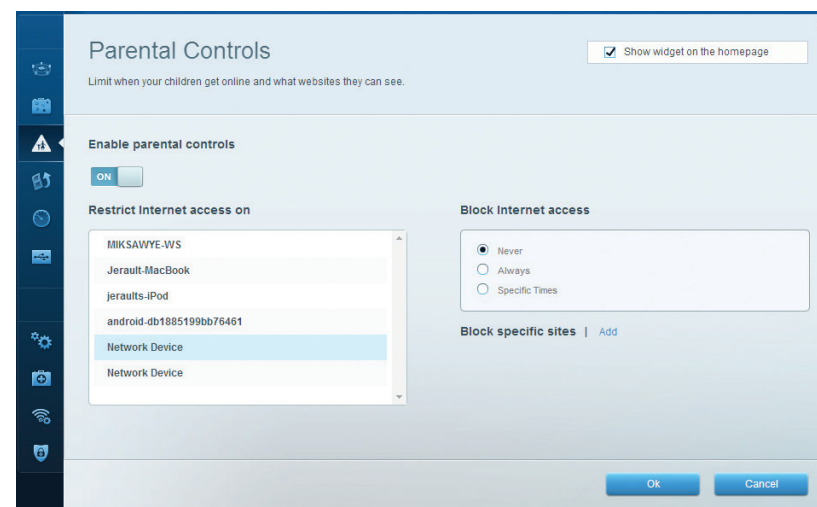 Parental Controls
Show widget on the homepage
Limit when your children get online and what websites they can see.
Enable parental controls
ON
Restrict Internet access on
MIKSAWYE-WS
Jerault-MacBook
jeraults-iPod
android-db1885199bb76461
Network Device
Network Device
Block Internet access
Never
Always
Specific Times
Block specific sites | Add
Ok
Cancel